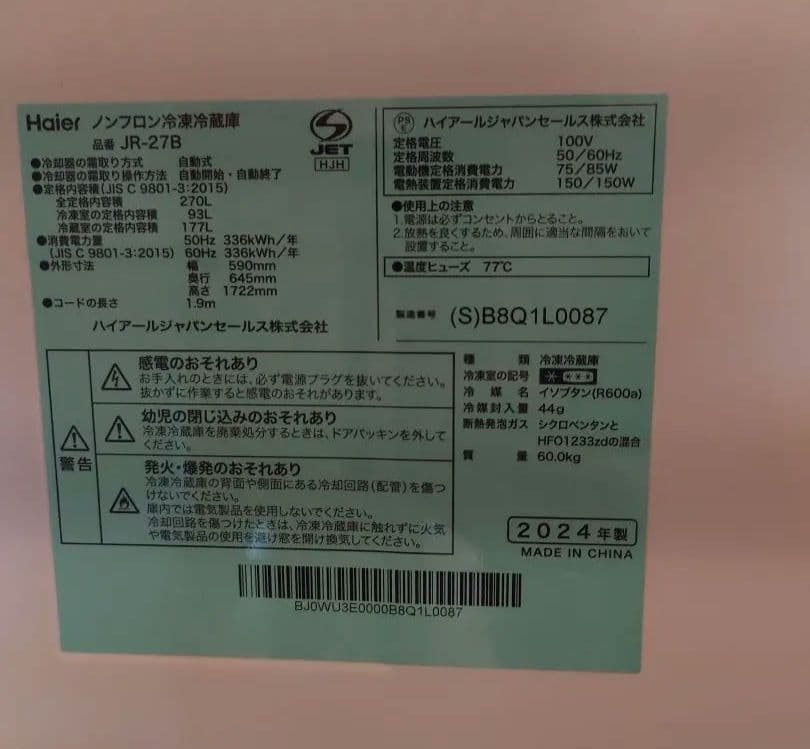 Haier ノンフロン冷凍冷蔵庫
品番 JR-27B
S
JET
HJH
●冷却器の霜取り方式 自動式
●冷却器の霜取り操作方法 自動開始・自動終了
●定格内容積(JIS C 9801-3:2015)
全定格内容積 270L
冷凍室の定格内容積 93L
冷蔵室の定格内容積 177L
●消費電力量 50Hz 336kWh/年
(JIS C 9801-3:2015) 60Hz 336kWh/年
●外形寸法 幅 590mm
奥行 645mm
高さ 1722mm
●コードの長さ 1.9m
ハイアールジャパンセールス株式会社
PS
E
ハイアールジャパンセールス株式会社
定格電圧 100V
定格周波数 50/60Hz
電動機定格消費電力 75/85W
電熱装置定格消費電力 150/150W
●使用上の注意
1.電源は必ずコンセントからとること。
2.放熱を良くするため、周囲に適当な間隔をおいて
設置すること。
●温度ヒューズ 77℃
製造番号 (S)B8Q1L0087
警告
感電のおそれあり
お手入れのときには、必ず電源プラグを抜いてください。
抜かずに作業すると感電のおそれがあります。
幼児の閉じ込みのおそれあり
冷凍冷蔵庫を廃棄処分するときは、ドアパッキンを外して
ください。
発火・爆発のおそれあり
冷凍冷蔵庫の背面や側面にある冷却回路(配管)を傷つ
けないでください。
庫内では電気製品を使用しないでください。
冷却回路を傷つけたときは、冷凍冷蔵庫に触れずに火気
や電気製品の使用を避け窓を開け換気してください。
種類 冷凍冷蔵庫
冷凍室の記号
冷媒名 イソブタン(R600a)
冷媒封入量 44g
断熱発泡ガス シクロペンタンと
HFO1233zdの混合
質量 60.0kg
2024年製
MADE IN CHINA
BJ0WU3E0000B8Q1L0087